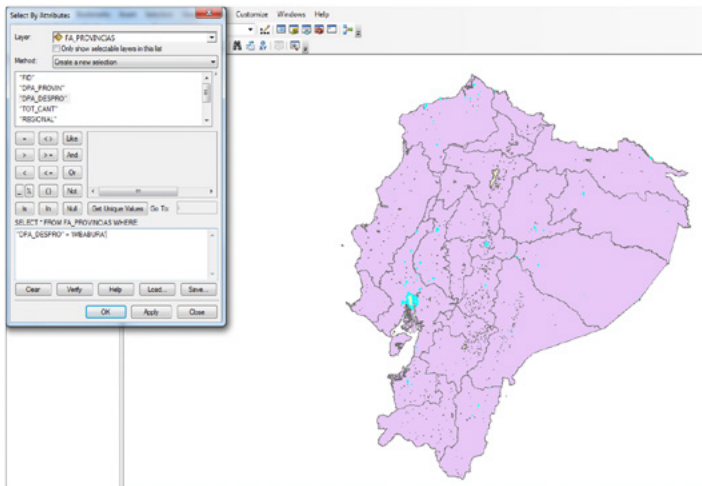 Select By Attributes
Customize Windows Help
Layer: FA_PROVINCIAS
Only show selectable layers in this list
Method: Create a new selection
"FID"
"DPA_PROVIN"
"DPA_DESPRO"
"TOT_CANT"
"REGIONAL"
= <> Like
> >= And
< <= Or
_ % () Not
Is In Null Get Unique Values Go To:
SELECT * FROM FA_PROVINCIAS WHERE
"DPA_DESPRO" = 'IMBABURA'
Clear Verify Help Load... Save...
OK Apply Close